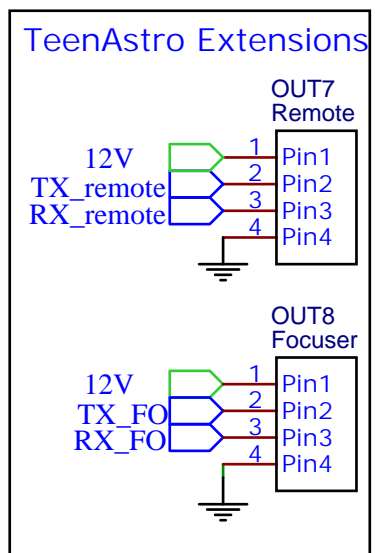 TeenAstro Extensions
OUT7
Remote
12V 1 Pin1
TX_remote 2 Pin2
RX_remote 3 Pin3
4 Pin4
OUT8
Focuser
12V 1 Pin1
TX_FO 2 Pin2
RX_FO 3 Pin3
4 Pin4